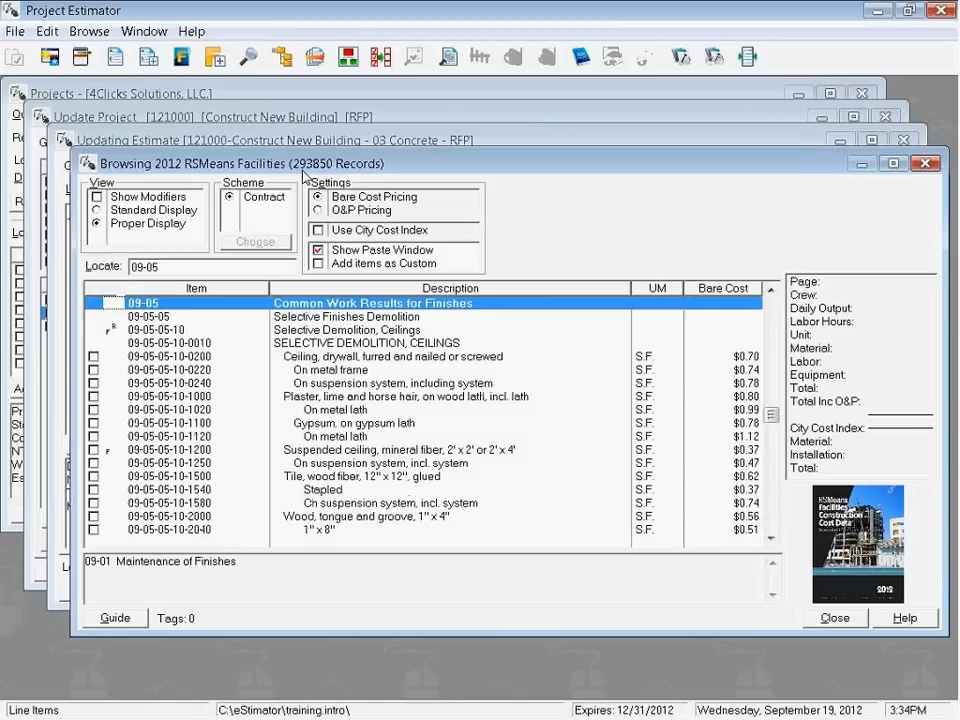 Project Estimator
File Edit Browse Window Help
Projects - [4Clicks Solutions, LLC.]
Update Project [121000] [Construct New Building] [RFP]
Updating Estimate [121000-Construct New Building - 03 Concrete - RFP]
Browsing 2012 RSMeans Facilities (293850 Records)
View
Show Modifiers
Standard Display
Proper Display
Scheme
Contract
Choose
Settings
Bare Cost Pricing
O&P Pricing
Use City Cost Index
Show Paste Window
Add items as Custom
Locate: 09-05
Item Description UM Bare Cost
09-05 Common Work Results for Finishes
09-05-05 Selective Finishes Demolition
09-05-05-10 Selective Demolition, Ceilings
09-05-05-10-0010 SELECTIVE DEMOLITION, CEILINGS
09-05-05-10-0200 Ceiling, drywall, furred and nailed or screwed S.F. $0.70
09-05-05-10-0220 On metal frame S.F. $0.74
09-05-05-10-0240 On suspension system, including system S.F. $0.78
09-05-05-10-1000 Plaster, lime and horse hair, on wood lath, incl. lath S.F. $0.80
09-05-05-10-1020 On metal lath S.F. $0.99
09-05-05-10-1100 Gypsum, on gypsum lath S.F. $0.78
09-05-05-10-1120 On metal lath S.F. $1.12
09-05-05-10-1200 Suspended ceiling, mineral fiber, 2' x 2' or 2' x 4' S.F. $0.37
09-05-05-10-1250 On suspension system, incl. system S.F. $0.47
09-05-05-10-1500 Tile, wood fiber, 12" x 12", glued S.F. $0.62
09-05-05-10-1540 Stapled S.F. $0.37
09-05-05-10-1580 On suspension system, incl. system S.F. $0.74
09-05-05-10-2000 Wood, tongue and groove, 1" x 4" S.F. $0.56
09-05-05-10-2040 1" x 8" S.F. $0.51
Page:
Crew:
Daily Output:
Labor Hours:
Unit:
Material:
Labor:
Equipment:
Total:
Total Inc O&P:
City Cost Index:
Material:
Installation:
Total:
RSMeans
Facilities
Construction
Cost Data
2012
09-01 Maintenance of Finishes
Guide Tags: 0 Close Help
Line Items C:\eStimator\training.intro\ Expires: 12/31/2012 Wednesday, September 19, 2012 3:34PM